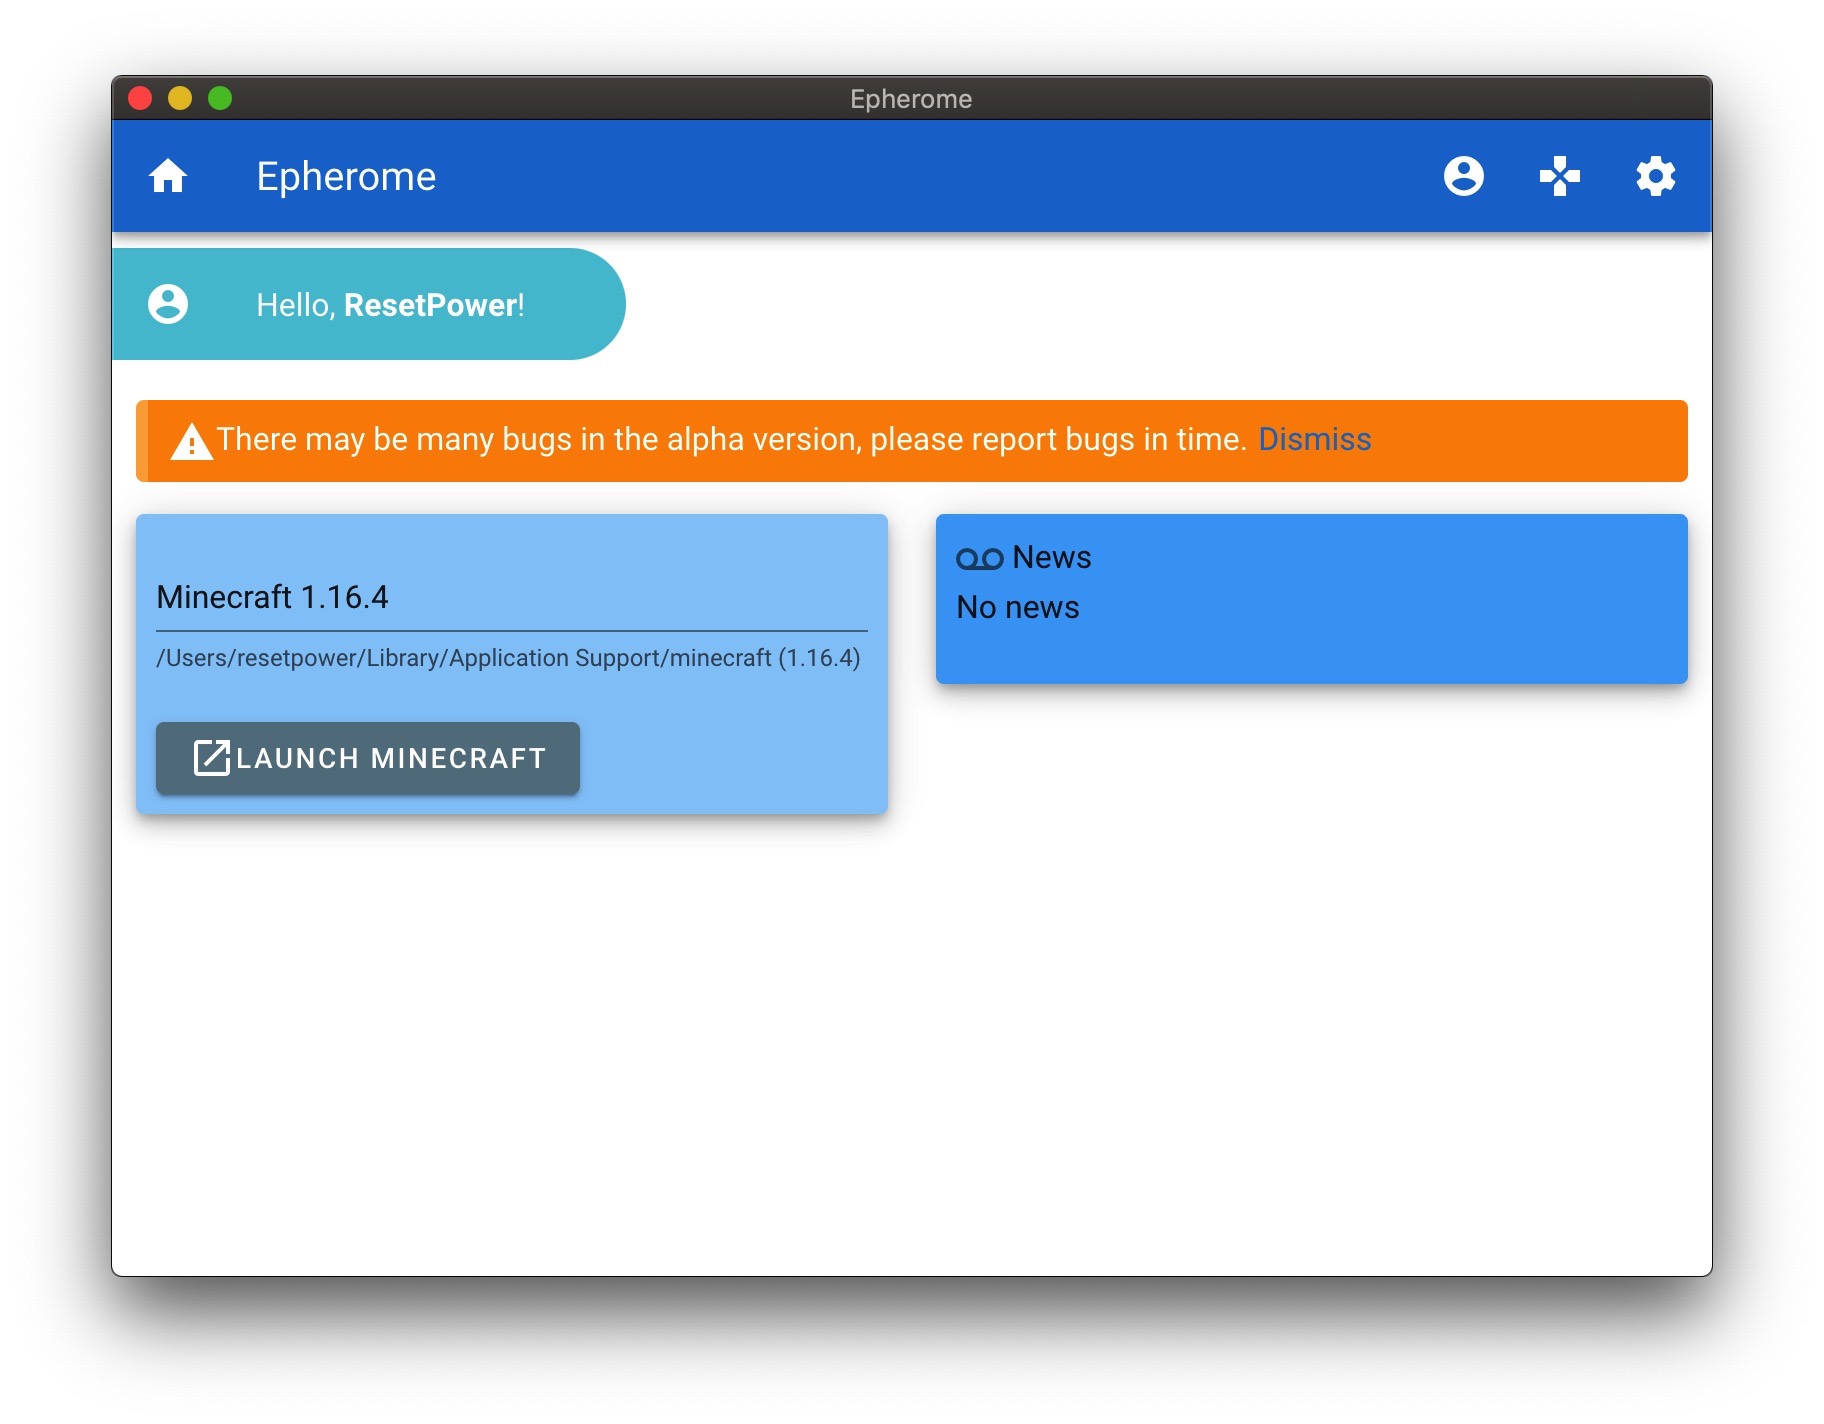 Epherome
Epherome
Hello, ResetPower!
There may be many bugs in the alpha version, please report bugs in time. Dismiss
Minecraft 1.16.4
/Users/resetpower/Library/Application Support/minecraft (1.16.4)
LAUNCH MINECRAFT
News
No news